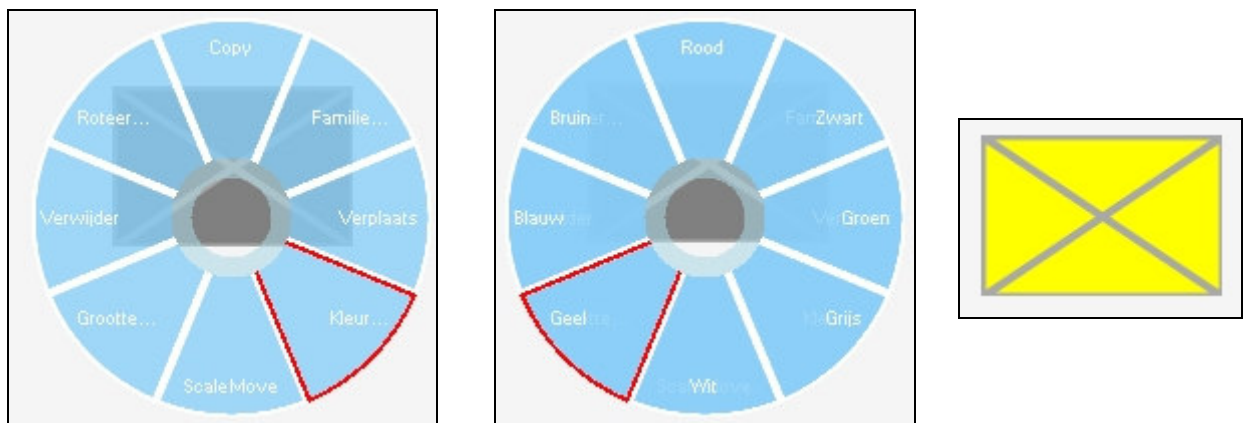 Copy
Roteer...
Familie...
Verwijder
Verplaats
Grootte...
Kleur...
ScaleMove
Rood
Bruin
Zwart
Blauw
Groen
Geel
Grijs
Wit